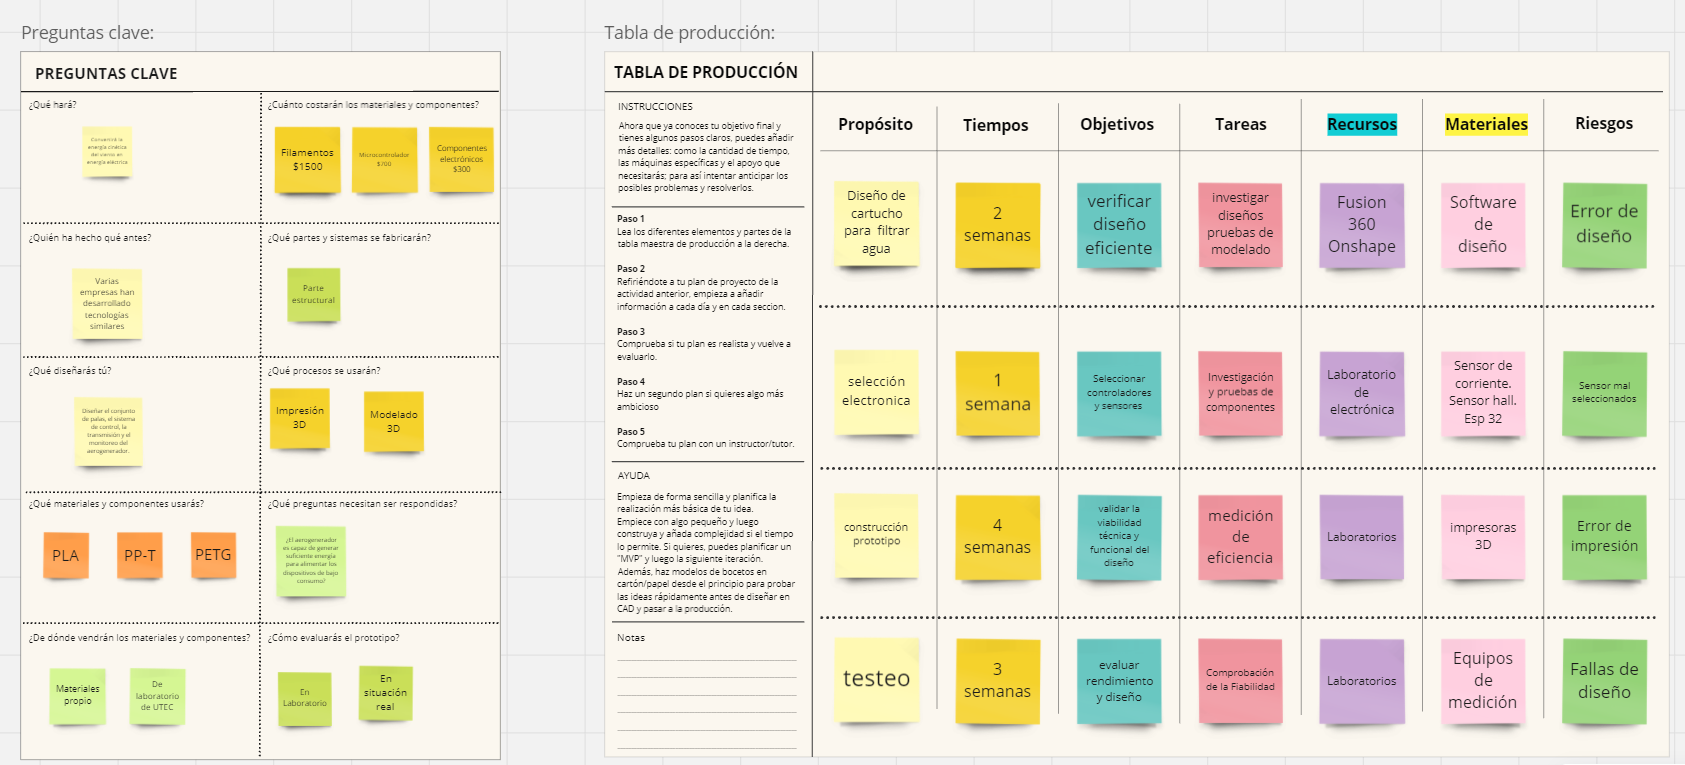 Preguntas clave:
PREGUNTAS CLAVE
¿Qué hará?
Convertirá la
energía cinética
del viento en
energía eléctrica
¿Cuánto costarán los materiales y componentes?
Filamentos
$1500
Microcontrolador
$700
Componentes
electrónicos
$300
¿Quién ha hecho qué antes?
Varias
empresas han
desarrollado
tecnologías
similares
¿Qué partes y sistemas se fabricarán?
Parte
estructural
¿Qué diseñarás tú?
Diseñar el conjunto
de palas, el sistema
de control, la
transmisión y el
monitoreo del
aerogenerador.
¿Qué procesos se usarán?
Impresión
3D
Modelado
3D
¿Qué materiales y componentes usarás?
PLA
PP-T
PETG
¿Qué preguntas necesitan ser respondidas?
¿El aerogenerador
es capaz de generar
suficiente energía
para alimentar los
dispositivos de bajo
consumo?
¿De dónde vendrán los materiales y componentes?
Materiales
propio
De
laboratorio
de UTEC
¿Cómo evaluarás el prototipo?
En
Laboratorio
En
situación
real
Tabla de producción:
TABLA DE PRODUCCIÓN
INSTRUCCIONES
Ahora que ya conoces tu objetivo final y
tienes algunos pasos claros, puedes añadir
más detalles: como la cantidad de tiempo,
las máquinas específicas y el apoyo que
necesitarás; para así intentar anticipar los
posibles problemas y resolverlos.
Paso 1
Lea los diferentes elementos y partes de la
tabla maestra de producción a la derecha.
Paso 2
Refiriéndote a tu plan de proyecto de la
actividad anterior, empieza a añadir
información a cada día y en cada seccion.
Paso 3
Comprueba si tu plan es realista y vuelve a
evaluarlo.
Paso 4
Haz un segundo plan si quieres algo más
ambicioso
Paso 5
Comprueba tu plan con un instructor/tutor.
AYUDA
Empieza de forma sencilla y planifica la
realización más básica de tu idea.
Empiece con algo pequeño y luego
construya y añada complejidad si el tiempo
lo permite. Si quieres, puedes planificar un
"MVP" y luego la siguiente iteración.
Además, haz modelos de bocetos en
cartón/papel desde el principio para probar
las ideas rápidamente antes de diseñar en
CAD y pasar a la producción.
Notas
Propósito
Tiempos
Objetivos
Tareas
Recursos
Materiales
Riesgos
Diseño de
cartucho
para filtrar
agua
2
semanas
verificar
diseño
eficiente
investigar
diseños
pruebas de
modelado
Fusion
360
Onshape
Software
de
diseño
Error de
diseño
selección
electronica
1
semana
Seleccionar
controladores
y sensores
Investigación
y pruebas de
componentes
Laboratorio
de
electrónica
Sensor de
corriente.
Sensor hall.
Esp 32
Sensor mal
seleccionados
construcción
prototipo
4
semanas
validar la
viabilidad
técnica y
funcional del
diseño
medición
de
eficiencia
Laboratorios
impresoras
3D
Error de
impresión
testeo
3
semanas
evaluar
rendimiento
y diseño
Comprobación
de la Fiabilidad
Laboratorios
Equipos
de
medición
Fallas de
diseño